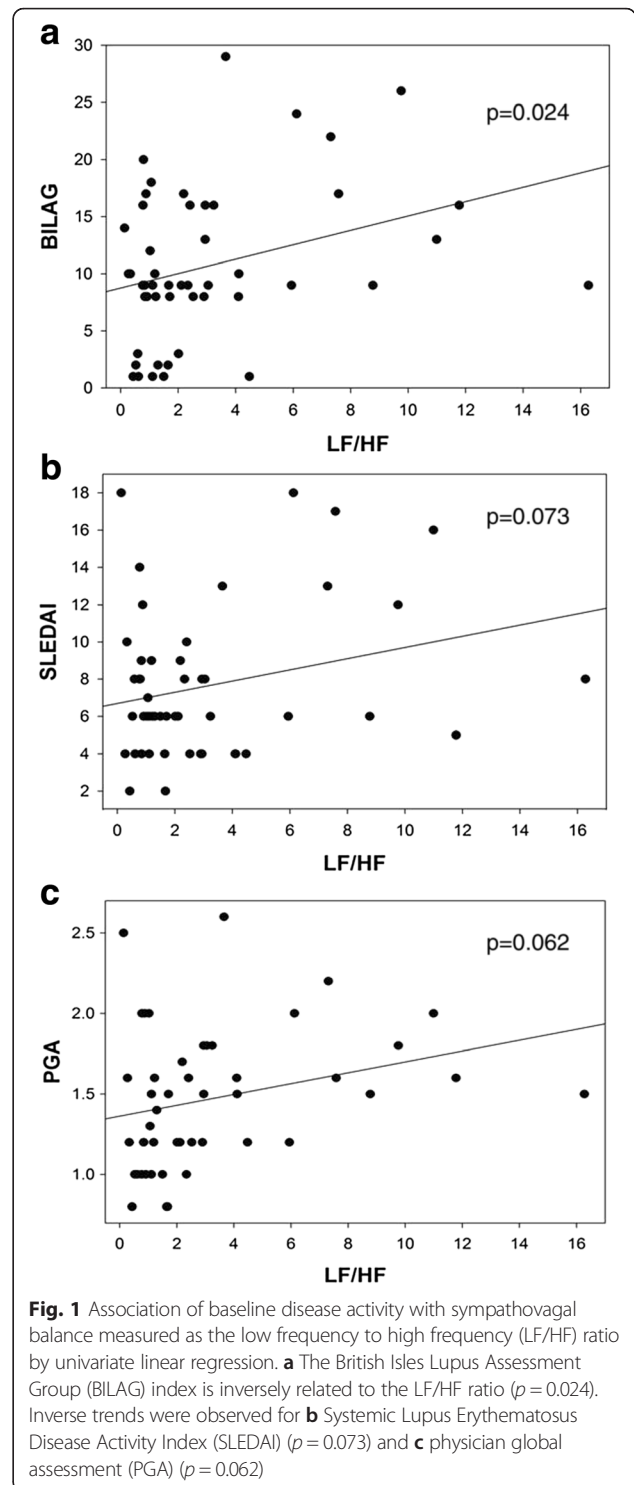 a
30
25
20
15
10
5
0
BILAG
p=0.024
0 2 4 6 8 10 12 14 16
LF/HF
b
18
16
14
12
10
8
6
4
2
SLEDAI
p=0.073
0 2 4 6 8 10 12 14 16
LF/HF
c
2.5
2.0
1.5
1.0
PGA
p=0.062
0 2 4 6 8 10 12 14 16
LF/HF
Fig. 1 Association of baseline disease activity with sympathovagal
balance measured as the low frequency to high frequency (LF/HF) ratio
by univariate linear regression. a The British Isles Lupus Assessment
Group (BILAG) index is inversely related to the LF/HF ratio (p = 0.024).
Inverse trends were observed for b Systemic Lupus Erythematosus
Disease Activity Index (SLEDAI) (p = 0.073) and c physician global
assessment (PGA) (p = 0.062)